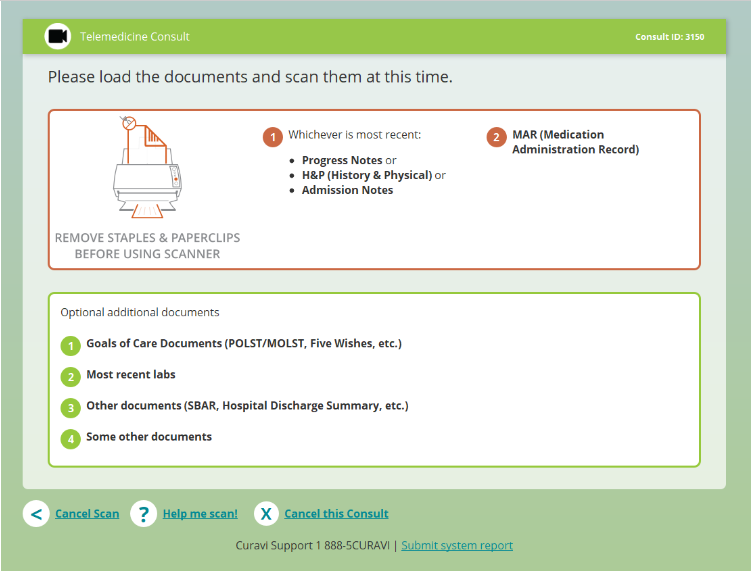 Telemedicine Consult
Consult ID: 3150
Please load the documents and scan them at this time.
REMOVE STAPLES & PAPERCLIPS
BEFORE USING SCANNER
1 Whichever is most recent:
• Progress Notes or
• H&P (History & Physical) or
• Admission Notes
2 MAR (Medication
Administration Record)
Optional additional documents
1 Goals of Care Documents (POLST/MOLST, Five Wishes, etc.)
2 Most recent labs
3 Other documents (SBAR, Hospital Discharge Summary, etc.)
4 Some other documents
< Cancel Scan ? Help me scan! X Cancel this Consult
Curavi Support 1 888-5CURAVI | Submit system report